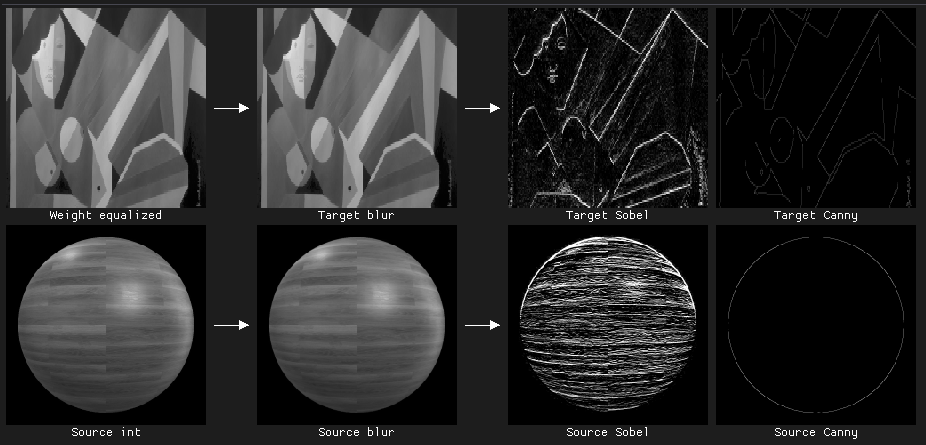 Weight equalized
Target blur
Target Sobel
Target Canny
Source int
Source blur
Source Sobel
Source Canny